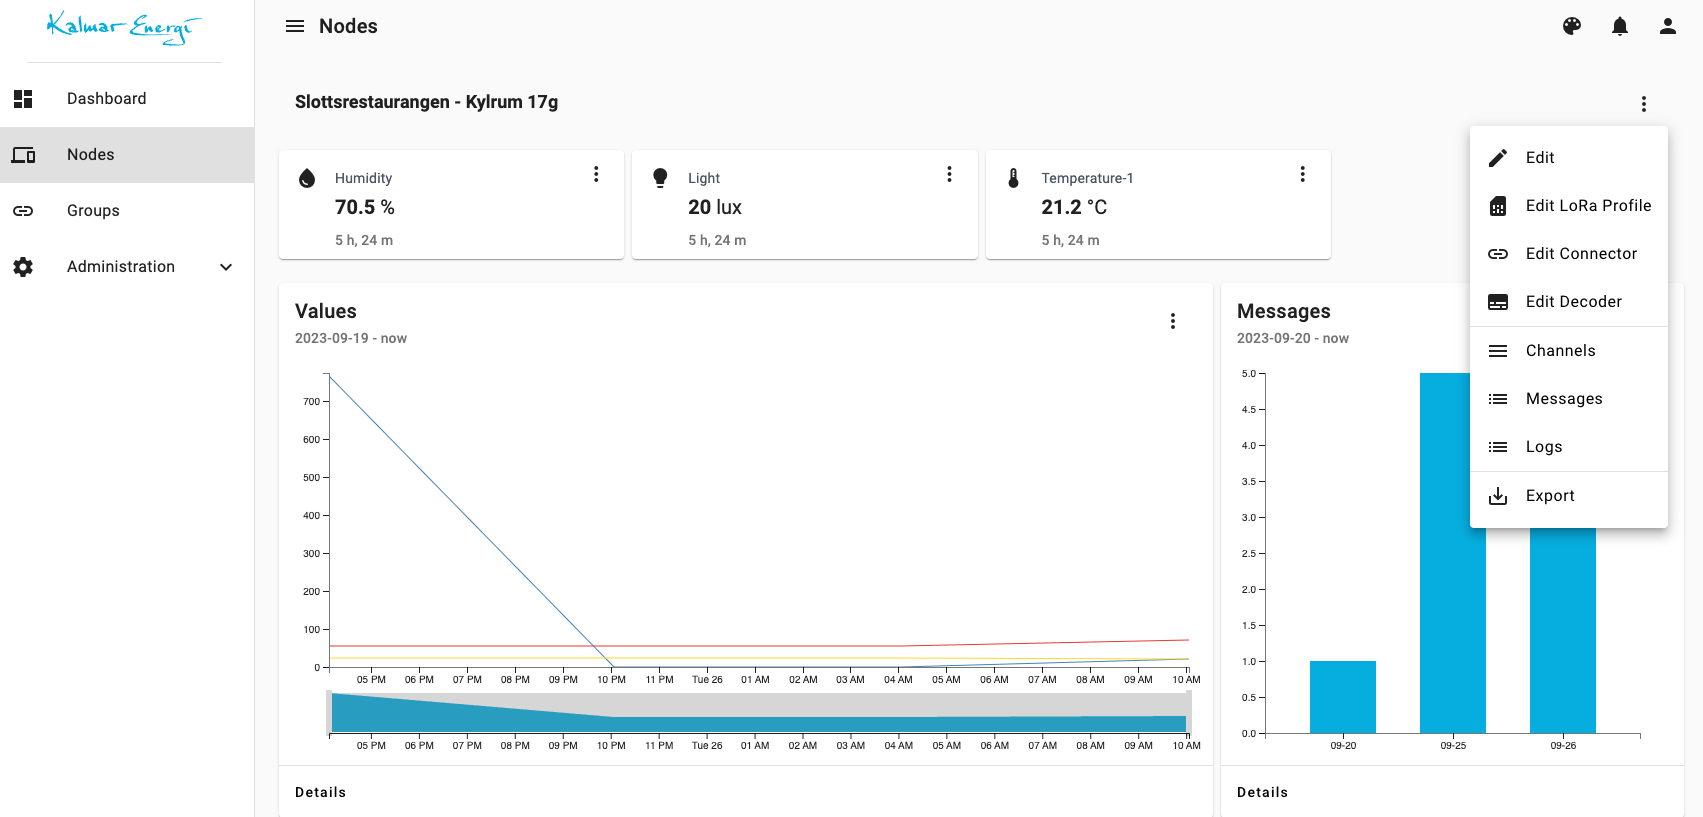 Kalmar Energi
Nodes
Dashboard
Nodes
Groups
Administration
Slottsrestaurangen - Kylrum 17g
Humidity
70.5 %
5 h, 24 m
Light
20 lux
5 h, 24 m
Temperature-1
21.2 °C
5 h, 24 m
Edit
Edit LoRa Profile
Edit Connector
Edit Decoder
Channels
Messages
Logs
Export
Values
2023-09-19 - now
700
600
500
400
300
200
100
0
05 PM 06 PM 07 PM 08 PM 09 PM 10 PM 11 PM Tue 26 01 AM 02 AM 03 AM 04 AM 05 AM 06 AM 07 AM 08 AM 09 AM 10 AM
05 PM 06 PM 07 PM 08 PM 09 PM 10 PM 11 PM Tue 26 01 AM 02 AM 03 AM 04 AM 05 AM 06 AM 07 AM 08 AM 09 AM 10 AM
Details
Messages
2023-09-20 - now
5.0
4.5
4.0
3.5
3.0
2.5
2.0
1.5
1.0
0.5
0.0
09-20 09-25 09-26
Details